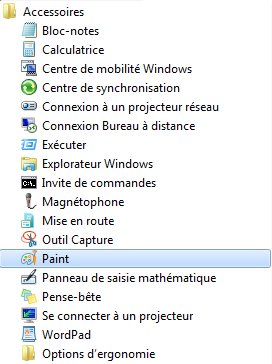 Accessoires
Bloc-notes
Calculatrice
Centre de mobilité Windows
Centre de synchronisation
Connexion à un projecteur réseau
Connexion Bureau à distance
Exécuter
Explorateur Windows
Invite de commandes
Magnétophone
Mise en route
Outil Capture
Paint
Panneau de saisie mathématique
Pense-bête
Se connecter à un projecteur
WordPad
Options d'ergonomie